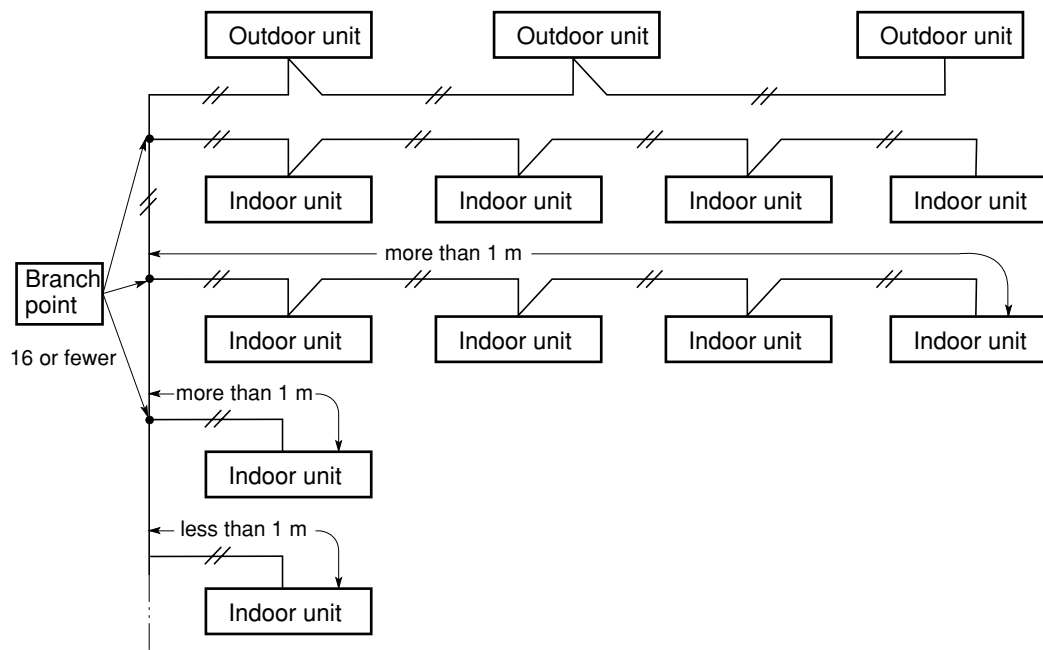 Outdoor unit Outdoor unit Outdoor unit
Indoor unit Indoor unit Indoor unit Indoor unit
more than 1 m
Branch
point
Indoor unit Indoor unit Indoor unit Indoor unit
16 or fewer
more than 1 m
Indoor unit
less than 1 m
Indoor unit